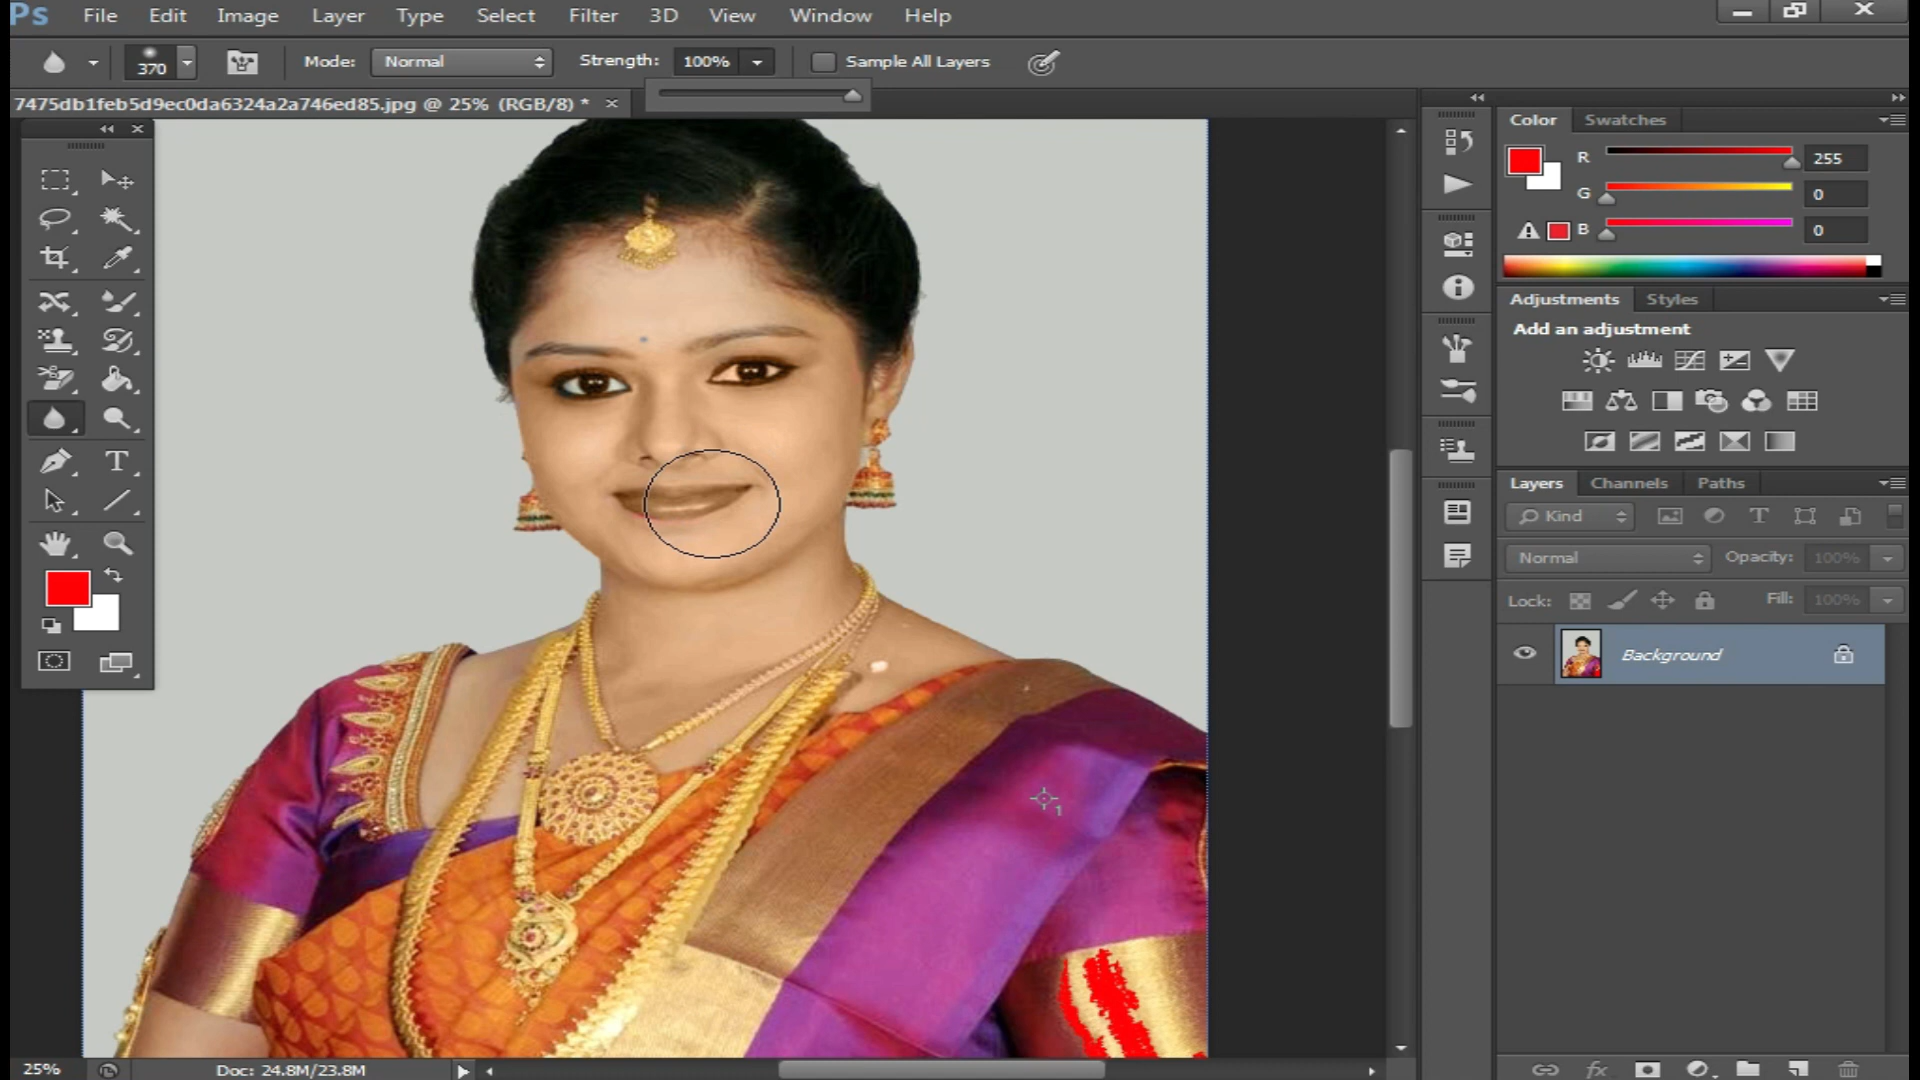 Ps File Edit Image Layer Type Select Filter 3D View Window Help
370 Mode: Normal Strength: 100% Sample All Layers
7475db1feb5d9ec0da6324a2a746ed85.jpg @ 25% (RGB/8) * ×
Color Swatches
R 255
G 0
B 0
Adjustments Styles
Add an adjustment
Layers Channels Paths
Kind
Normal Opacity: 100%
Lock: Fill: 100%
Background
1
25% Doc: 24.8M/23.8M